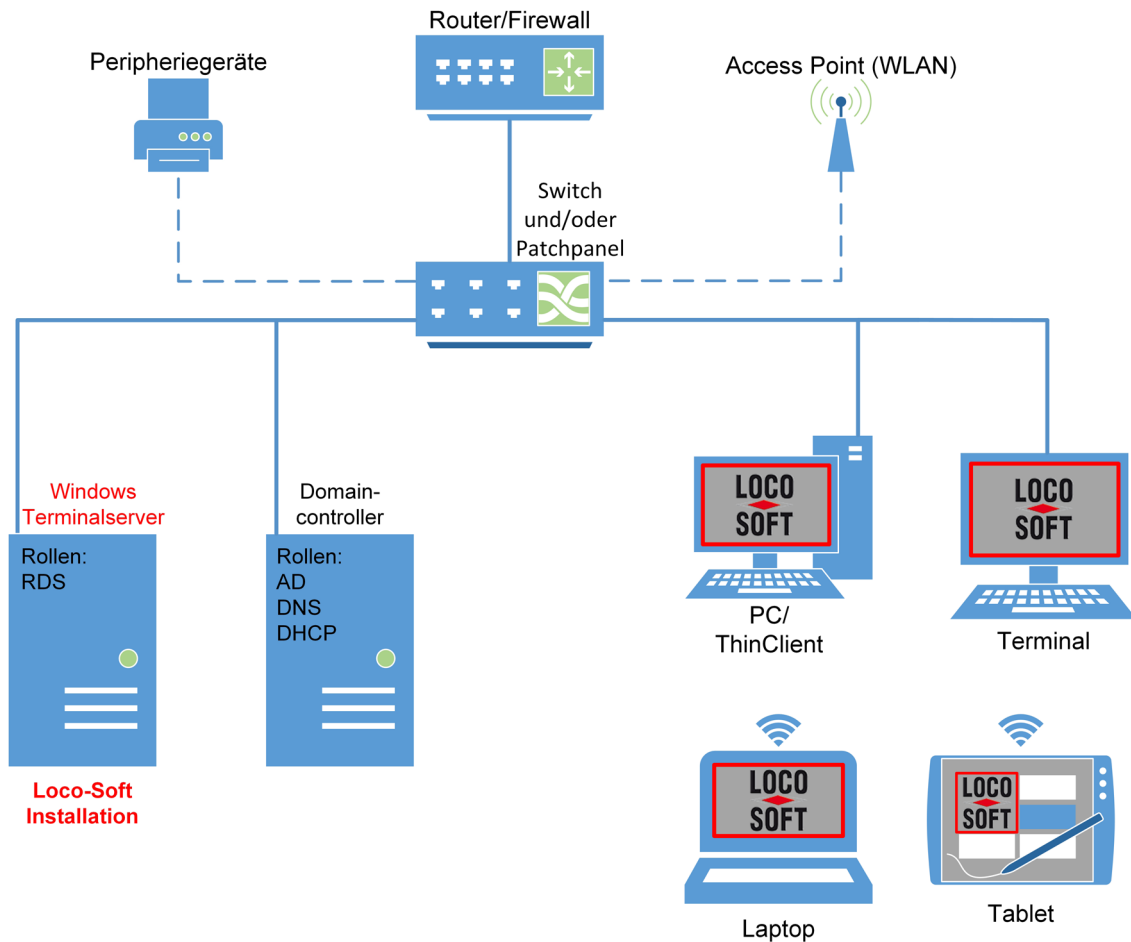 Router/Firewall
Peripheriegeräte
Access Point (WLAN)
Switch
und/oder
Patchpanel
Windows
Terminalserver
Rollen:
RDS
Loco-Soft
Installation
Domain-
controller
Rollen:
AD
DNS
DHCP
LOCO
SOFT
PC/
ThinClient
LOCO
SOFT
Terminal
LOCO
SOFT
Laptop
LOCO
SOFT
Tablet